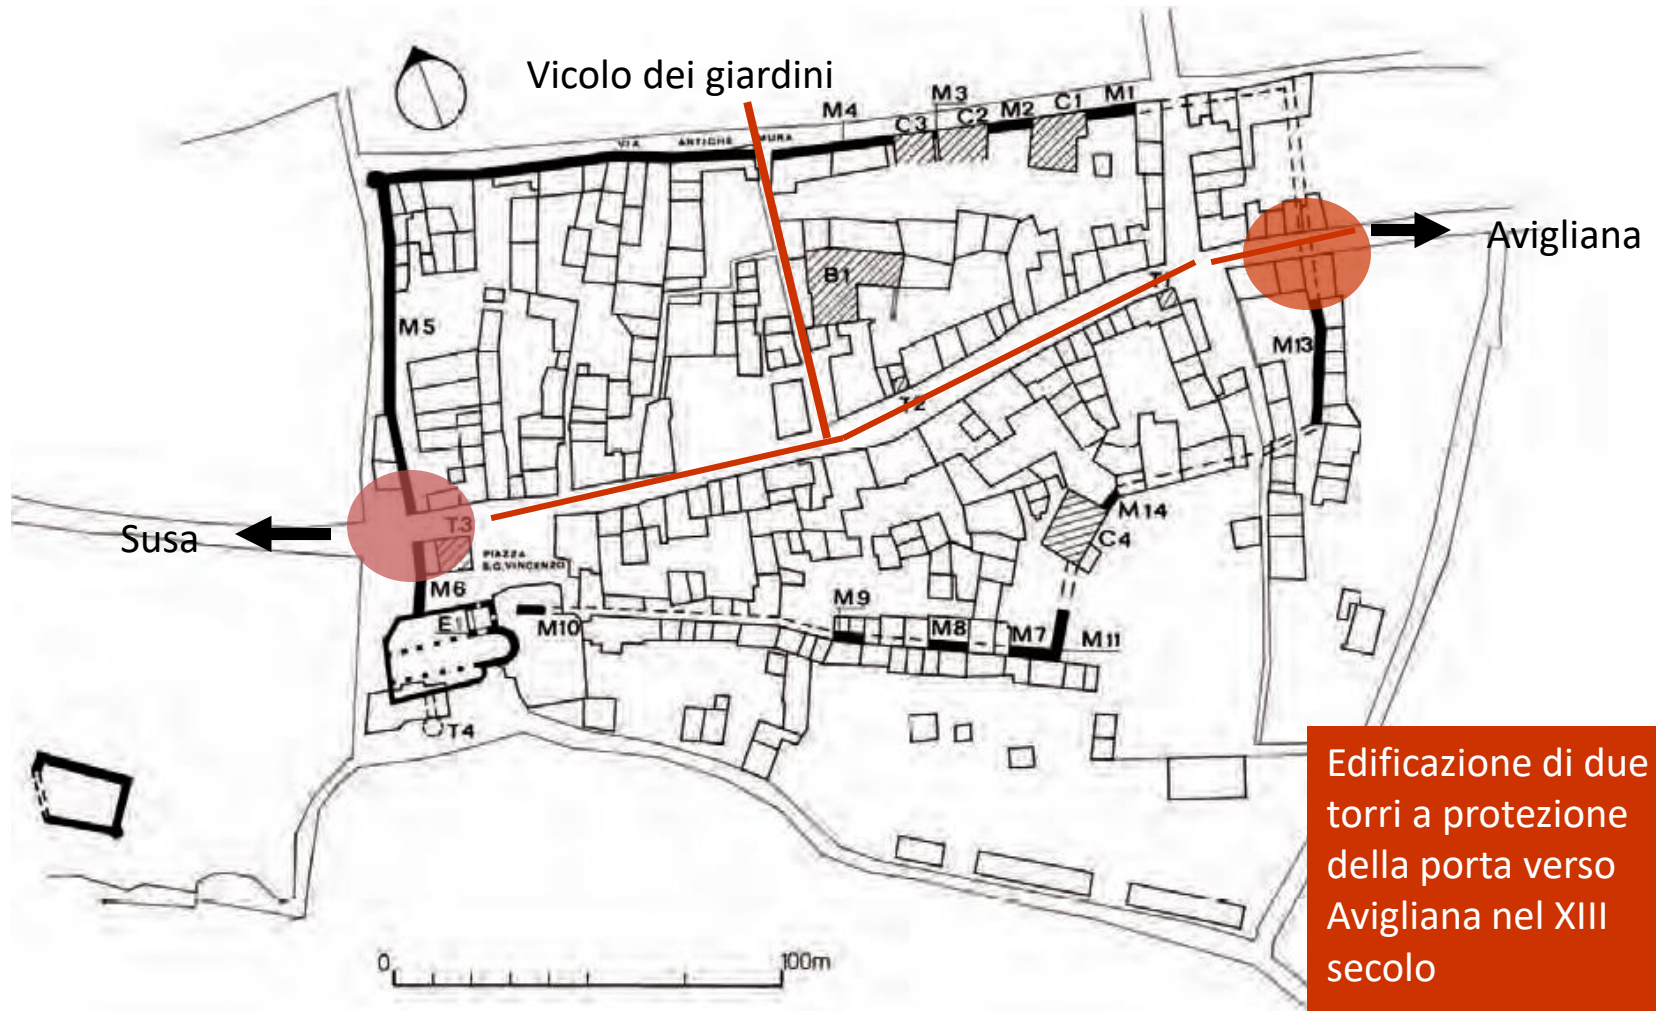 Vicolo dei giardini
M3
M4
C3
C2
M2
C1
M1
VIA ANTICHE MURA
Avigliana
B1
T1
M5
M13
T2
T3
M14
Susa
C4
PIAZZA
S.G. VINCENZO
M6
E1
M10
M9
M8
M7
M11
T4
Edificazione di due
torri a protezione
della porta verso
Avigliana nel XIII
secolo
0
100m